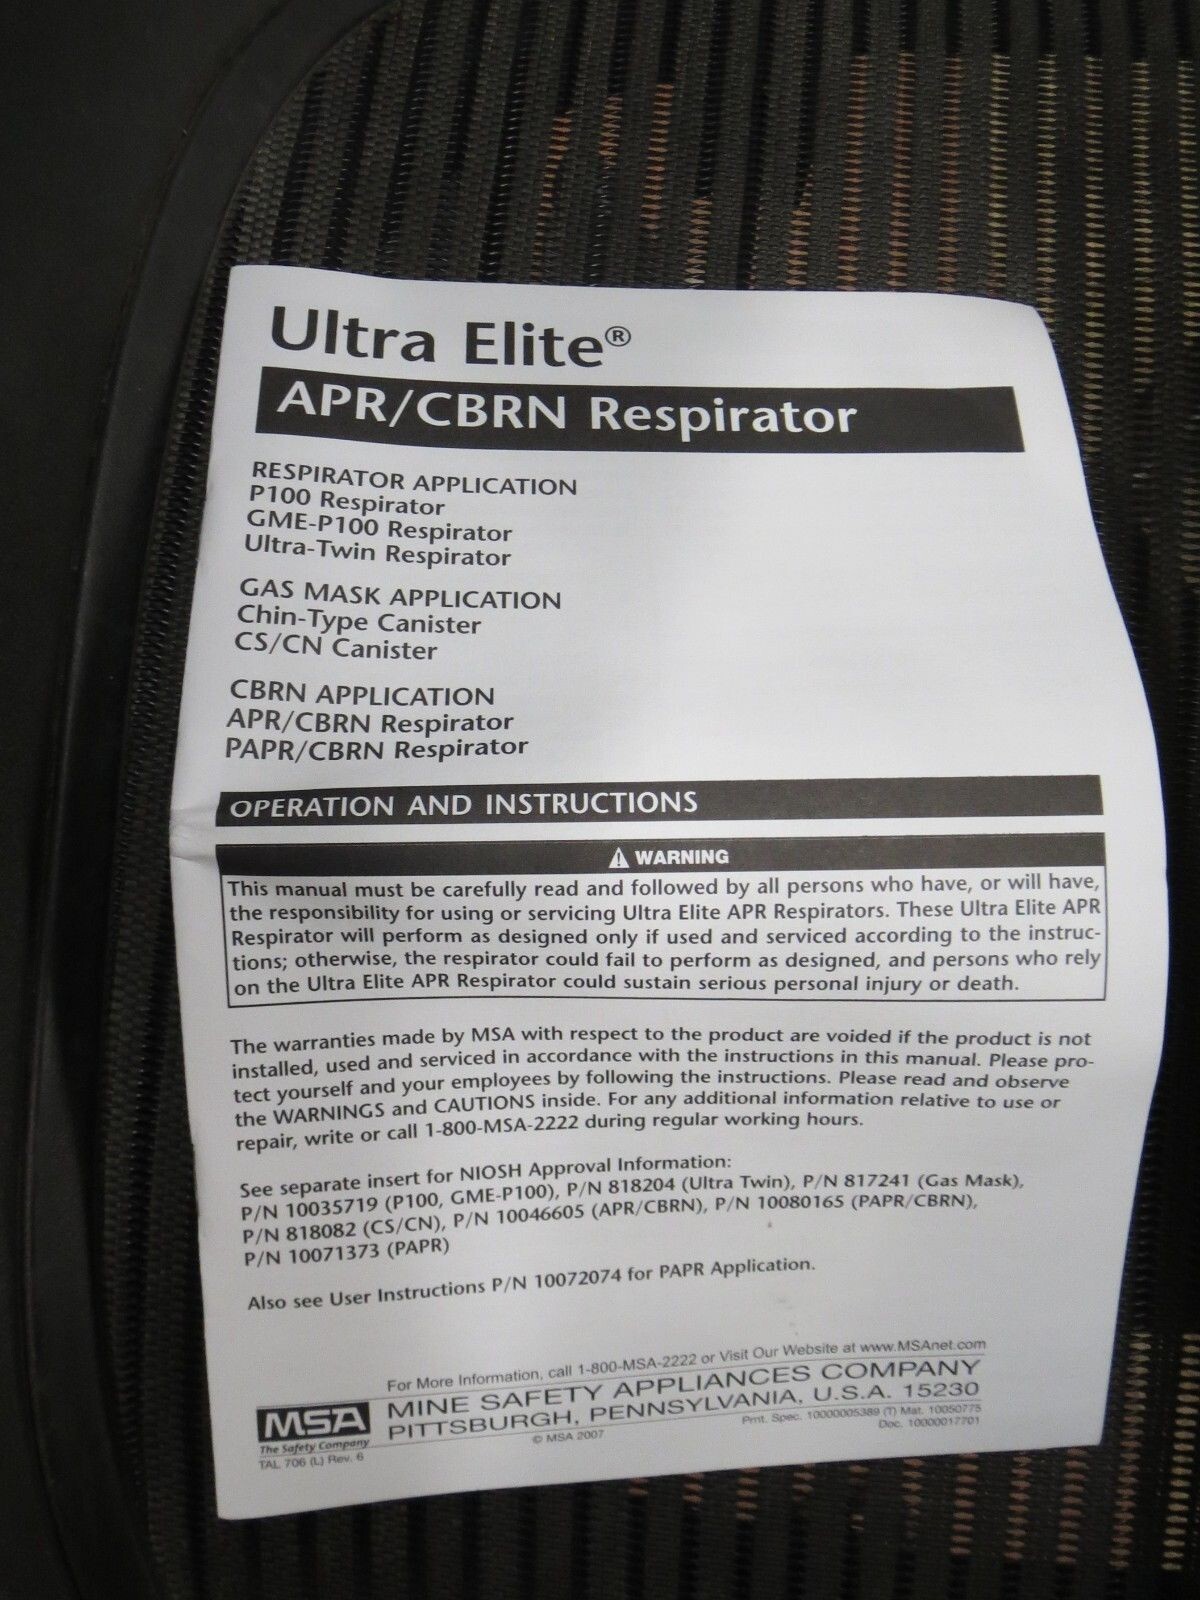 Ultra Elite®
APR/CBRN Respirator
RESPIRATOR APPLICATION
P100 Respirator
GME-P100 Respirator
Ultra-Twin Respirator
GAS MASK APPLICATION
Chin-Type Canister
CS/CN Canister
CBRN APPLICATION
APR/CBRN Respirator
PAPR/CBRN Respirator
OPERATION AND INSTRUCTIONS
⚠ WARNING
This manual must be carefully read and followed by all persons who have, or will have,
the responsibility for using or servicing Ultra Elite APR Respirators. These Ultra Elite APR
Respirator will perform as designed only if used and serviced according to the instruc-
tions; otherwise, the respirator could fail to perform as designed, and persons who rely
on the Ultra Elite APR Respirator could sustain serious personal injury or death.
The warranties made by MSA with respect to the product are voided if the product is not
installed, used and serviced in accordance with the instructions in this manual. Please pro-
tect yourself and your employees by following the instructions. Please read and observe
the WARNINGS and CAUTIONS inside. For any additional information relative to use or
repair, write or call 1-800-MSA-2222 during regular working hours.
See separate insert for NIOSH Approval Information:
P/N 10035719 (P100, GME-P100), P/N 818204 (Ultra Twin), P/N 817241 (Gas Mask),
P/N 818082 (CS/CN), P/N 10046605 (APR/CBRN), P/N 10080165 (PAPR/CBRN),
P/N 10071373 (PAPR)
Also see User Instructions P/N 10072074 for PAPR Application.
For More Information, call 1-800-MSA-2222 or Visit Our Website at www.MSAnet.com
MSA
The Safety Company
MINE SAFETY APPLIANCES COMPANY
PITTSBURGH, PENNSYLVANIA, U.S.A. 15230
TAL 706 (L) Rev. 6
© MSA 2007
Prnt. Spec. 10000005389 (T) Mat. 10050775
Doc. 10000017701